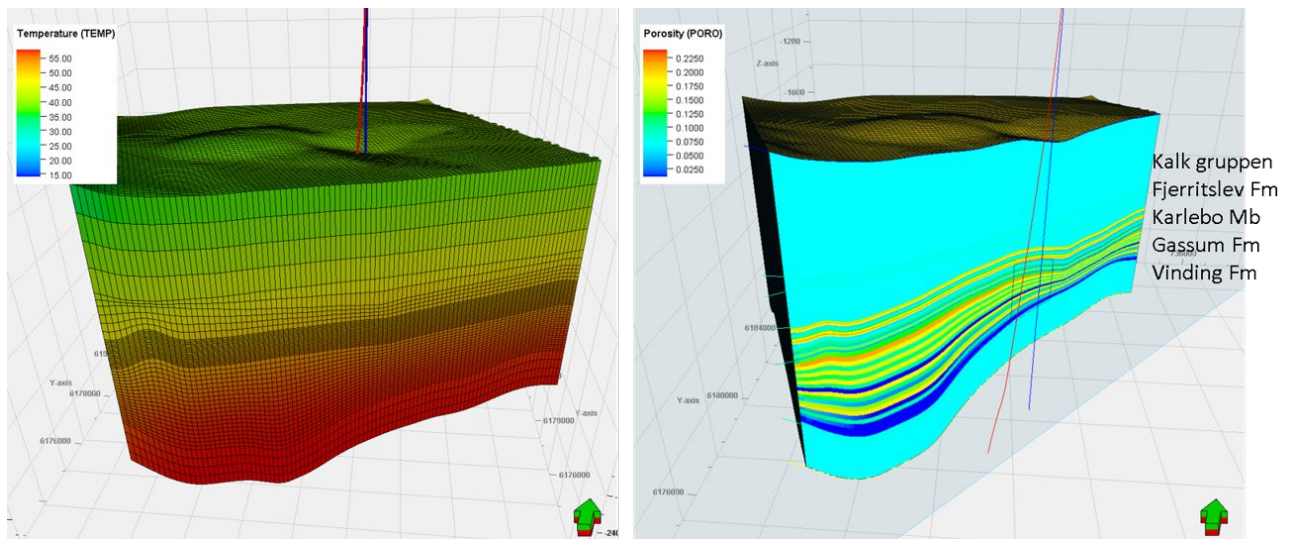 Temperature (TEMP)
55.00
50.00
45.00
40.00
35.00
30.00
25.00
20.00
15.00
Y-axis
6178000
6176000
Y-axis
6178000
6176000
Porosity (PORO)
0.2250
0.2000
0.1750
0.1500
0.1250
0.1000
0.0750
0.0500
0.0250
-1200
Z-axis
-1600
Kalk gruppen
Fjerritslev Fm
Karlebo Mb
Gassum Fm
Vinding Fm
6184000
Y-axis
6180000
6176000